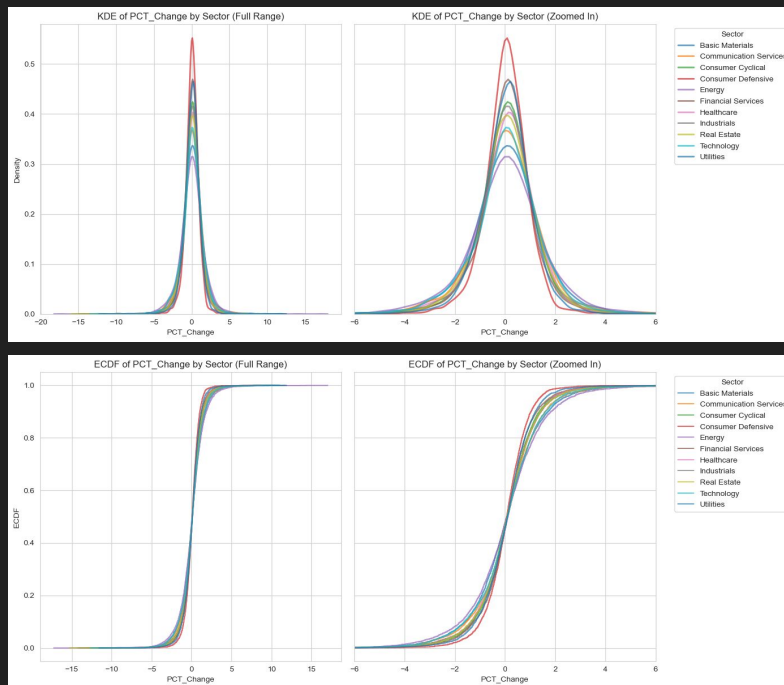 KDE of PCT_Change by Sector (Full Range)
KDE of PCT_Change by Sector (Zoomed In)
Sector
Basic Materials
Communication Services
Consumer Cyclical
Consumer Defensive
Energy
Financial Services
Healthcare
Industrials
Real Estate
Technology
Utilities
Density
0.5
0.4
0.3
0.2
0.1
0.0
−20 −15 −10 −5 0 5 10 15
−6 −4 −2 0 2 4 6
PCT_Change
PCT_Change
ECDF of PCT_Change by Sector (Full Range)
ECDF of PCT_Change by Sector (Zoomed In)
Sector
Basic Materials
Communication Services
Consumer Cyclical
Consumer Defensive
Energy
Financial Services
Healthcare
Industrials
Real Estate
Technology
Utilities
ECDF
1.0
0.8
0.6
0.4
0.2
0.0
−15 −10 −5 0 5 10 15
−6 −4 −2 0 2 4 6
PCT_Change
PCT_Change